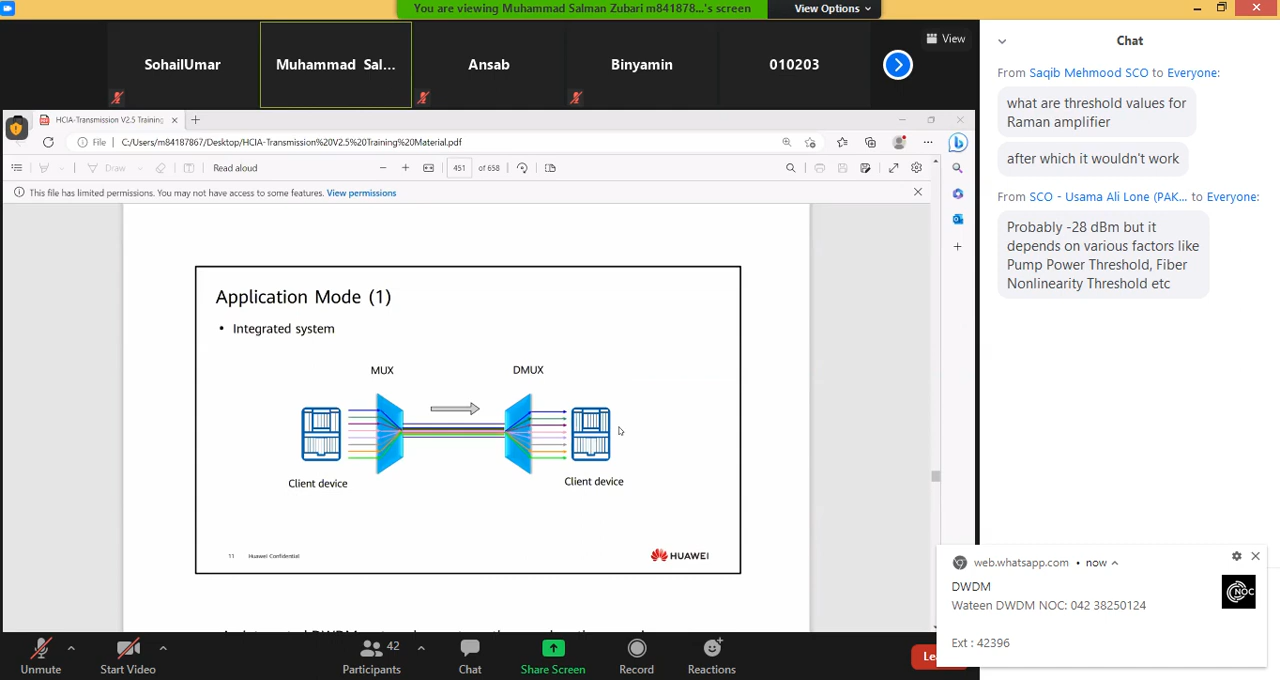 You are viewing Muhammad Salman Zubari m841878...'s screen
View Options
SohailUmar
Muhammad Sal...
Ansab
Binyamin
010203
View
Chat
From Saqib Mehmood SCO to Everyone:
what are threshold values for
Raman amplifier
after which it wouldn't work
From SCO - Usama Ali Lone (PAK... to Everyone:
Probably -28 dBm but it
depends on various factors like
Pump Power Threshold, Fiber
Nonlinearity Threshold etc
HCIA-Transmission V2.5 Training
File
C:/Users/m84187867/Desktop/HCIA-Transmission%20V2.5%20Training%20Material.pdf
Draw
Read aloud
451 of 658
This file has limited permissions. You may not have access to some features. View permissions
Application Mode (1)
• Integrated system
MUX
DMUX
Client device
Client device
11 Huawei Confidential
HUAWEI
web.whatsapp.com • now
DWDM
Wateen DWDM NOC: 042 38250124
Ext : 42396
NOC
Unmute
Start Video
42
Participants
Chat
Share Screen
Record
Reactions
Le